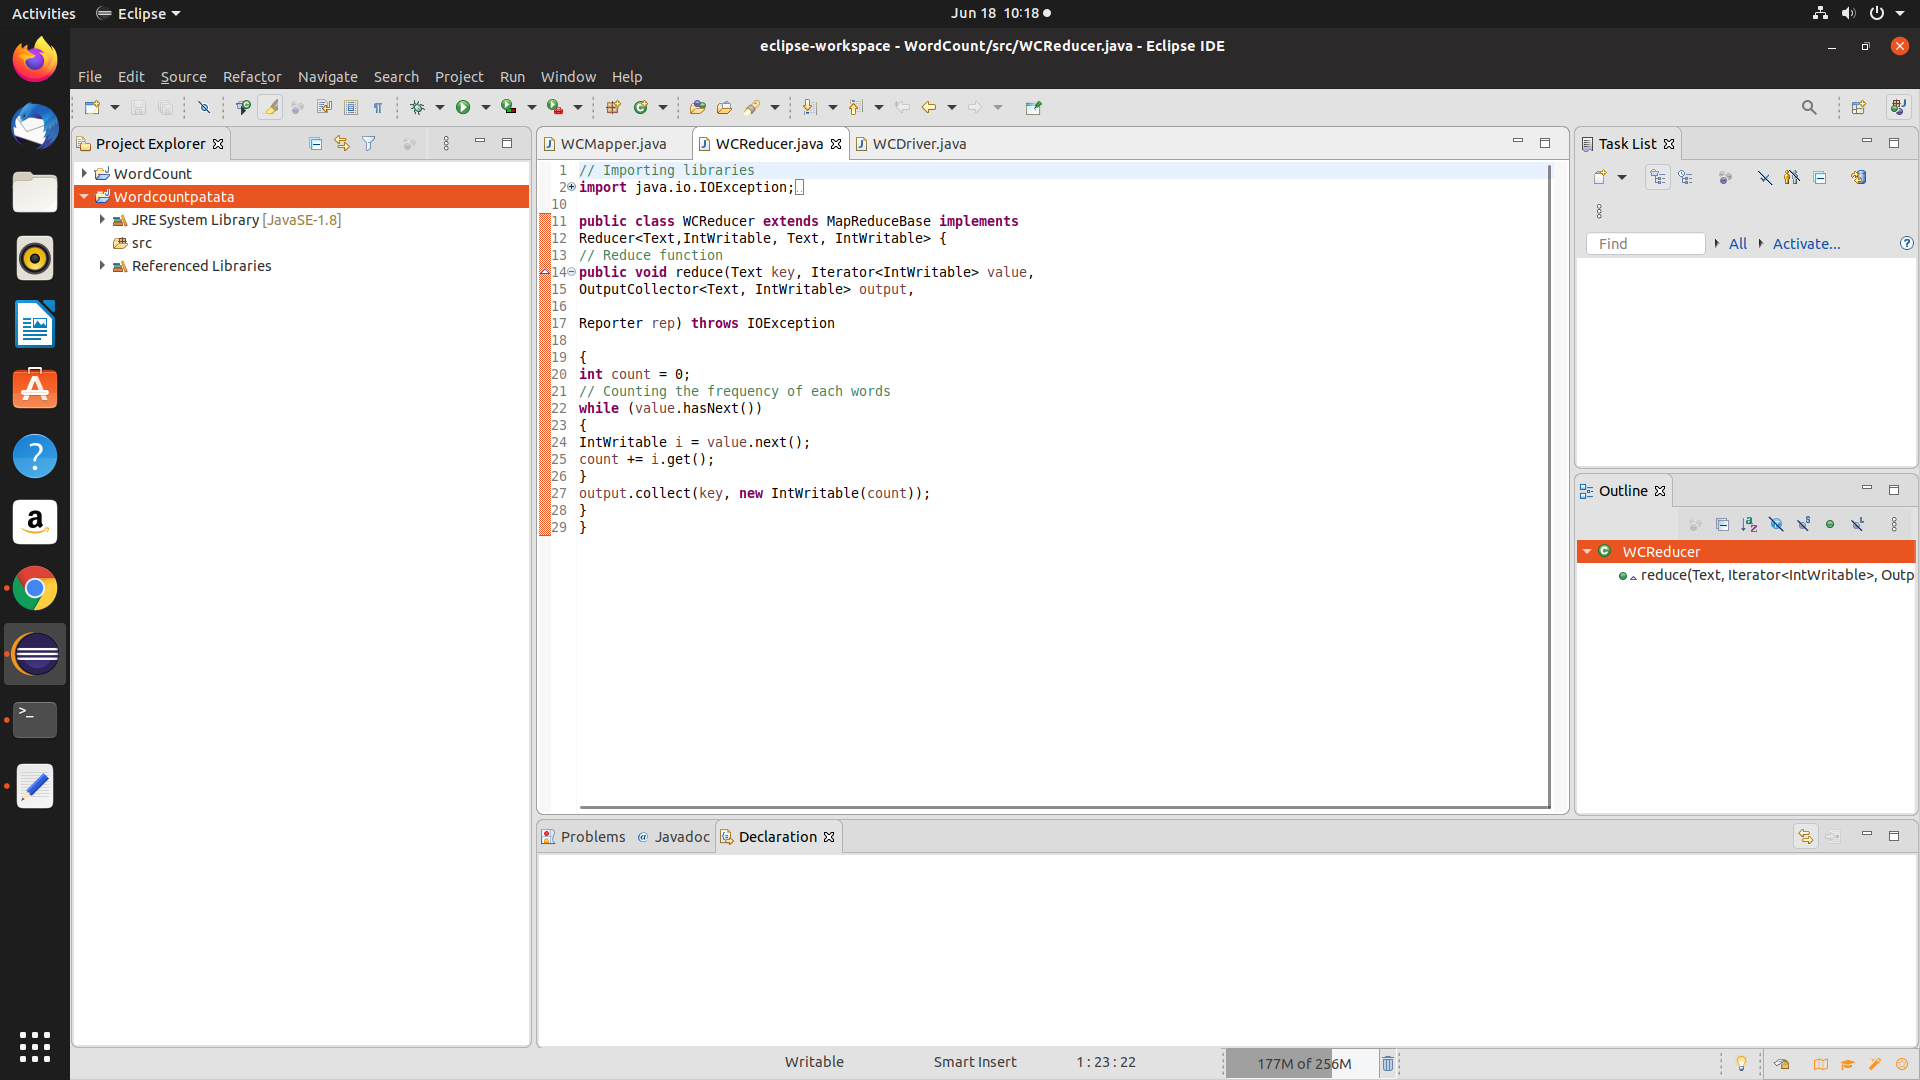 Activities Eclipse Jun 18 10:18
eclipse-workspace - WordCount/src/WCReducer.java - Eclipse IDE
File Edit Source Refactor Navigate Search Project Run Window Help
Project Explorer
WordCount
Wordcountpatata
JRE System Library [JavaSE-1.8]
src
Referenced Libraries
WCMapper.java WCReducer.java WCDriver.java
1 // Importing libraries
2 import java.io.IOException;
10
11 public class WCReducer extends MapReduceBase implements
12 Reducer<Text,IntWritable, Text, IntWritable> {
13 // Reduce function
14 public void reduce(Text key, Iterator<IntWritable> value,
15 OutputCollector<Text, IntWritable> output,
16
17 Reporter rep) throws IOException
18
19 {
20 int count = 0;
21 // Counting the frequency of each words
22 while (value.hasNext())
23 {
24 IntWritable i = value.next();
25 count += i.get();
26 }
27 output.collect(key, new IntWritable(count));
28 }
29 }
Task List
Find All Activate...
Outline
WCReducer
reduce(Text, Iterator<IntWritable>, Outp
Problems @ Javadoc Declaration
Writable Smart Insert 1 : 23 : 22 177M of 256M